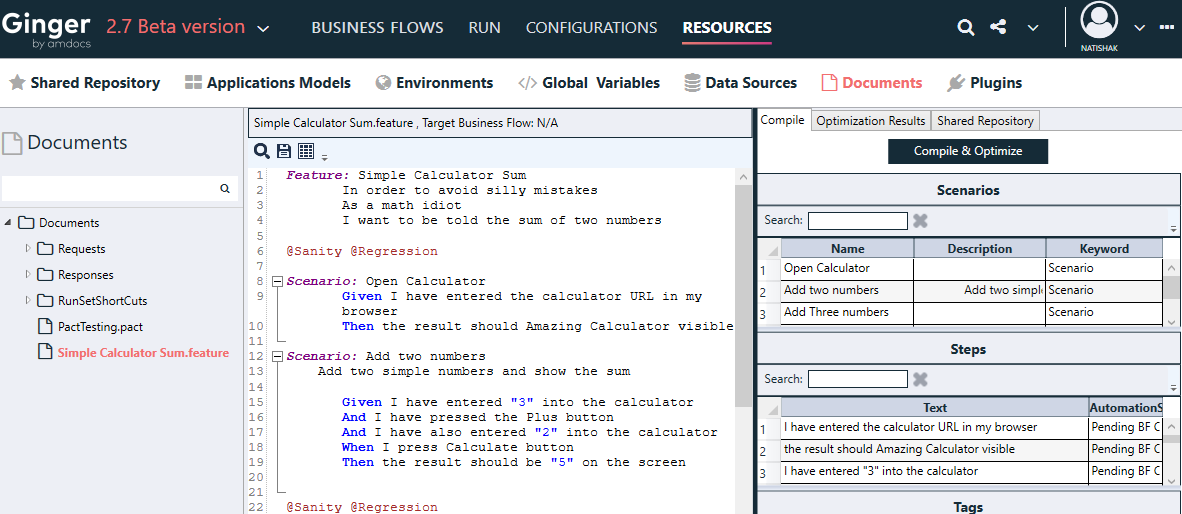 Ginger
by amdocs
2.7 Beta version
BUSINESS FLOWS
RUN
CONFIGURATIONS
RESOURCES
NATISHAK
Shared Repository
Applications Models
Environments
Global Variables
Data Sources
Documents
Plugins
Documents
Documents
Requests
Responses
RunSetShortCuts
PactTesting.pact
Simple Calculator Sum.feature
Simple Calculator Sum.feature , Target Business Flow: N/A
1 Feature: Simple Calculator Sum
2 In order to avoid silly mistakes
3 As a math idiot
4 I want to be told the sum of two numbers
5
6 @Sanity @Regression
7
8 Scenario: Open Calculator
9 Given I have entered the calculator URL in my
browser
10 Then the result should Amazing Calculator visible
11
12 Scenario: Add two numbers
13 Add two simple numbers and show the sum
14
15 Given I have entered "3" into the calculator
16 And I have pressed the Plus button
17 And I have also entered "2" into the calculator
18 When I press Calculate button
19 Then the result should be "5" on the screen
20
21
22 @Sanity @Regression
Compile
Optimization Results
Shared Repository
Compile & Optimize
Scenarios
Search:
Name Description Keyword
1 Open Calculator Scenario
2 Add two numbers Add two simple Scenario
3 Add Three numbers Scenario
Steps
Search:
Text AutomationS
1 I have entered the calculator URL in my browser Pending BF C
2 the result should Amazing Calculator visible Pending BF C
3 I have entered "3" into the calculator Pending BF C
Tags